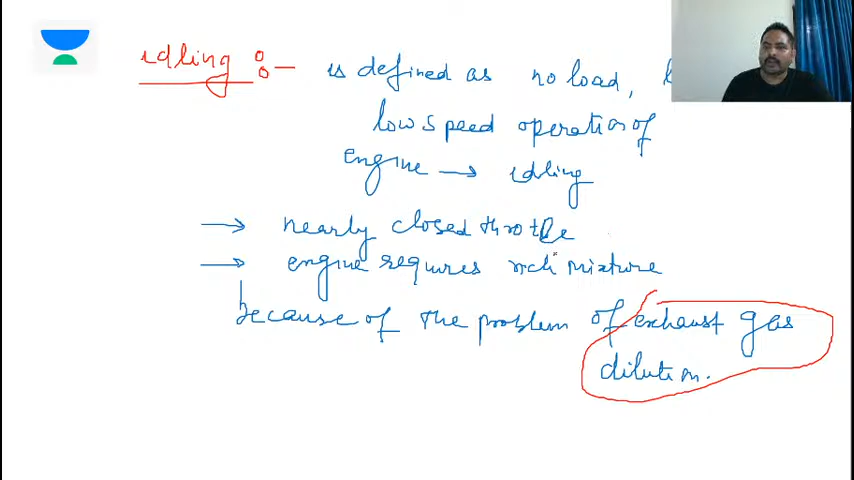 idling :-  is defined as no load,
low speed operation of
engine → idling
→ nearly closed throttle
→ engine requires rich mixture
because of the problem of exhaust gas
dilution.